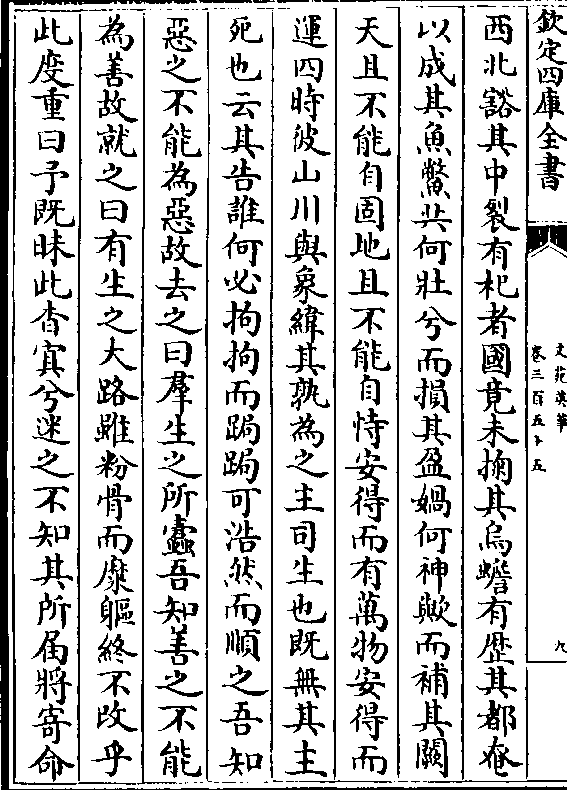 欽定四庫全書
文苑英華
卷三百五十五
九
西北豁其中裂有杞者國竟未掬其烏蟾有歴其都奄
以成其魚鱉共何壯兮而損其盈媧何神歟而補其闕
天且不能自固地且不能自恃安得而有萬物安得而
運四時彼山川與象緯其孰為之主司生也既無其主
死也云其告誰何必拘拘而跼跼可浩然而順之吾知
惡之不能為惡故去之曰羣生之所蠧吾知善之不能
為善故就之曰有生之大路雖粉骨而糜軀終不改乎
此度重曰予既昧此杳冥兮迷之不知其所屆將寄命